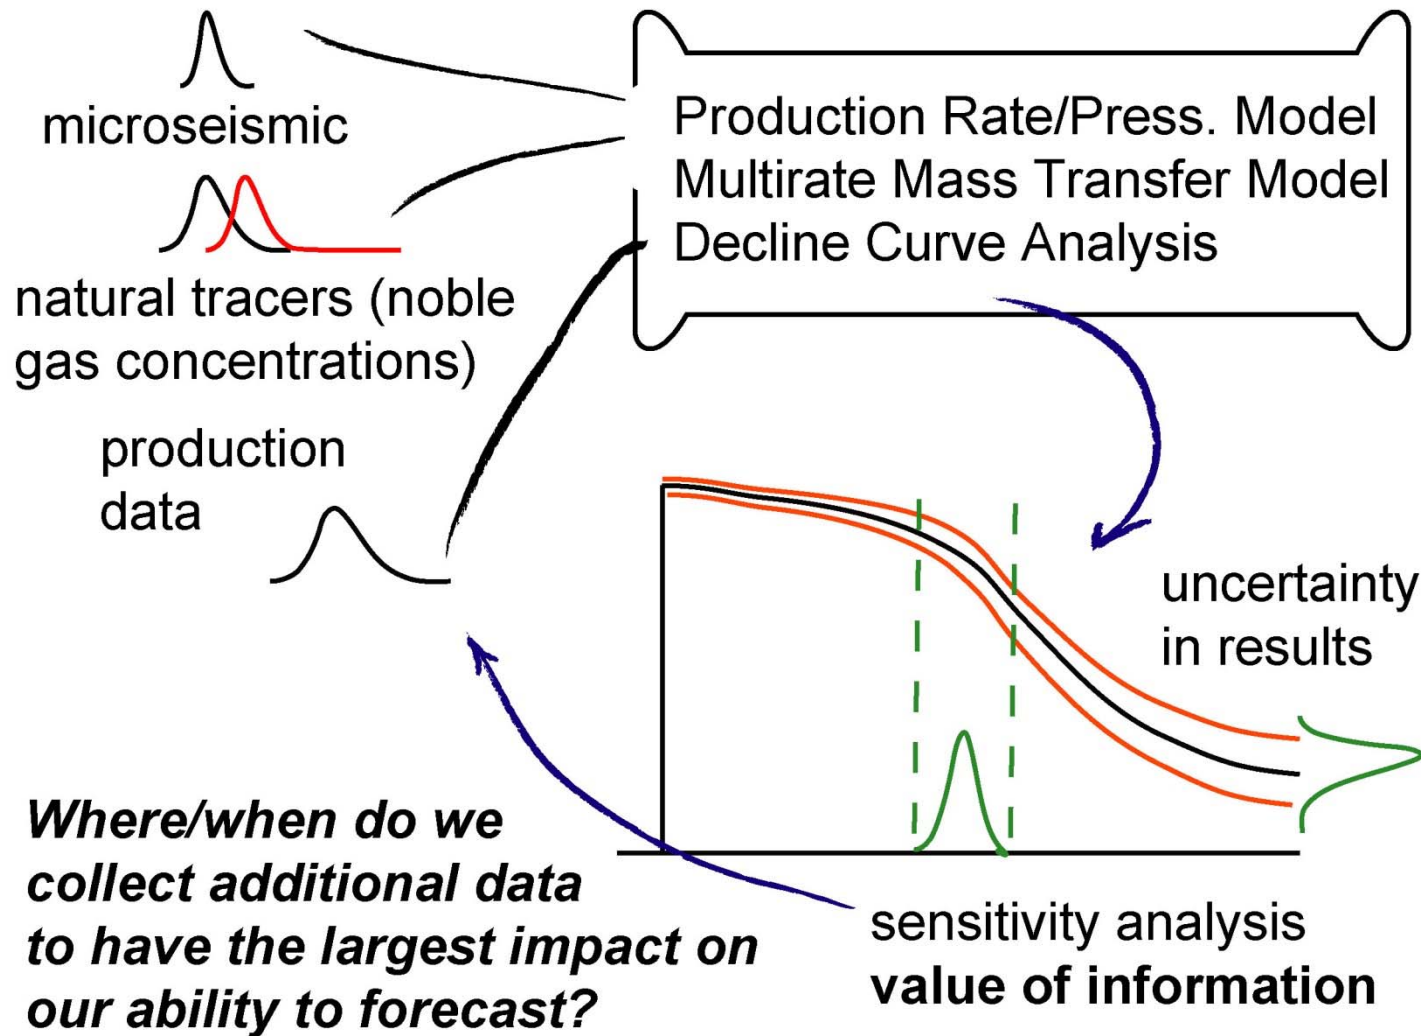 microseismic
natural tracers (noble
gas concentrations)
production
data
Production Rate/Press. Model
Multirate Mass Transfer Model
Decline Curve Analysis
uncertainty
in results
sensitivity analysis
value of information
Where/when do we
collect additional data
to have the largest impact on
our ability to forecast?